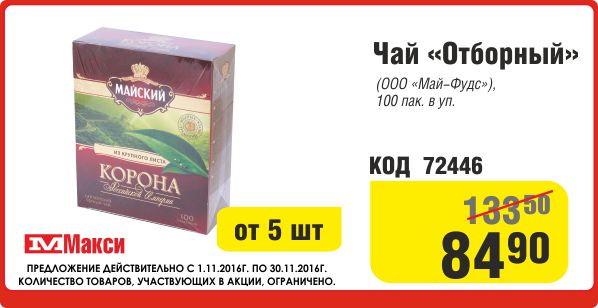 Чай «Отборный»
(ООО «Май-Фудс»),
100 пак. в уп.
МАЙСКИЙ
ИЗ КРУПНОГО ЛИСТА
КОРОНА
Российской Империи
100
КОД 72446
133 50
84 90
от 5 шт
Макси
ПРЕДЛОЖЕНИЕ ДЕЙСТВИТЕЛЬНО С 1.11.2016Г. ПО 30.11.2016Г.
КОЛИЧЕСТВО ТОВАРОВ, УЧАСТВУЮЩИХ В АКЦИИ, ОГРАНИЧЕНО.